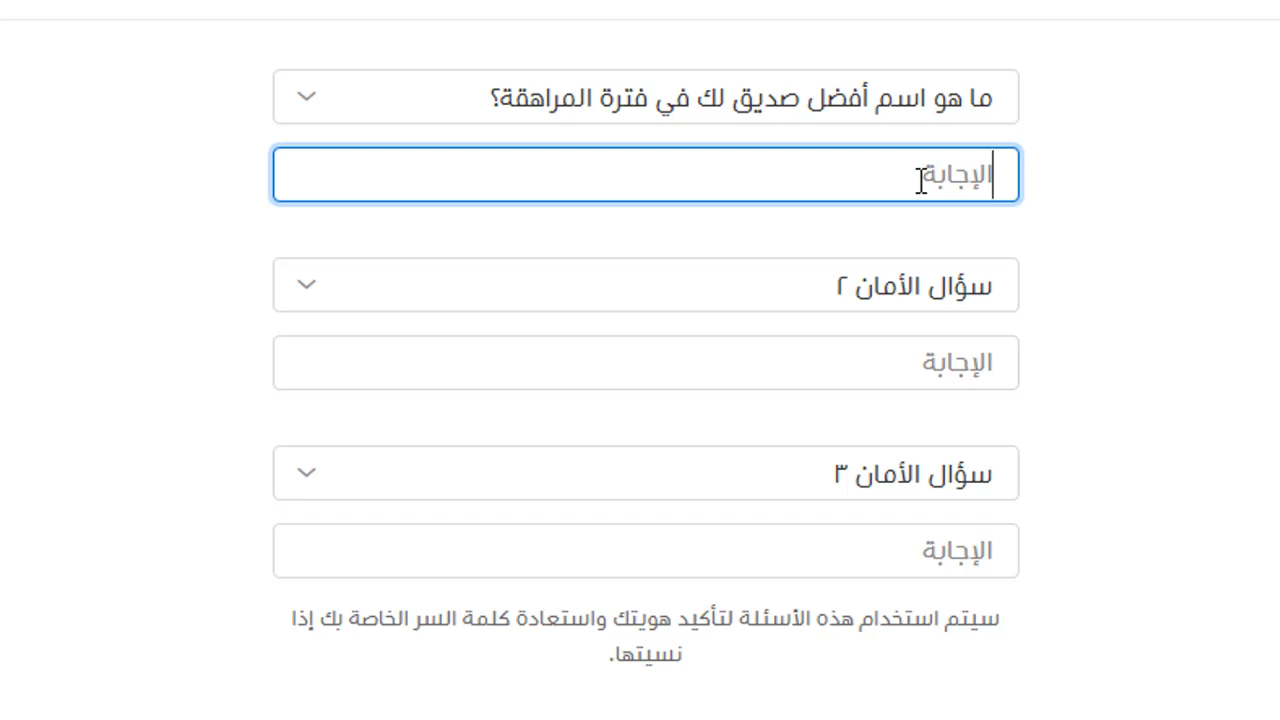 ما هو اسم أفضل صديق لك في فترة المراهقة؟
الإجابة
سؤال الأمان ٢
الإجابة
سؤال الأمان ٣
الإجابة
سيتم استخدام هذه الأسئلة لتأكيد هويتك واستعادة كلمة السر الخاصة بك إذا
نسيتها.